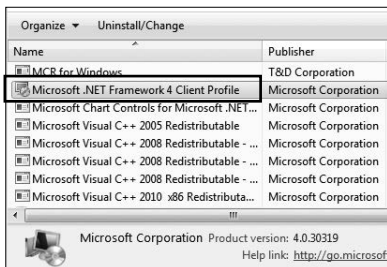 Organize ▼ Uninstall/Change
Name Publisher
MCR for Windows T&D Corporation
Microsoft .NET Framework 4 Client Profile Microsoft Corporation
Microsoft Chart Controls for Microsoft .NET... Microsoft Corporation
Microsoft Visual C++ 2005 Redistributable Microsoft Corporation
Microsoft Visual C++ 2008 Redistributable - ... Microsoft Corporation
Microsoft Visual C++ 2008 Redistributable - ... Microsoft Corporation
Microsoft Visual C++ 2008 Redistributable - ... Microsoft Corporation
Microsoft Visual C++ 2010 x86 Redistributa... Microsoft Corporation
Microsoft Corporation Product version: 4.0.30319
Help link: http://go.microsof